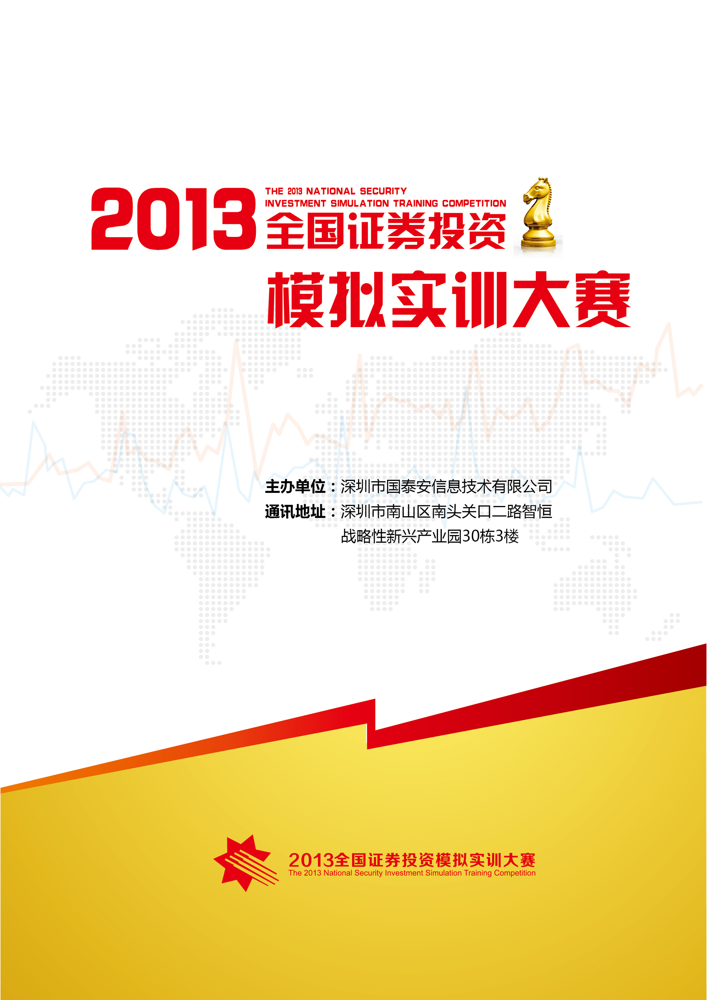 2013
THE 2013 NATIONAL SECURITY
INVESTMENT SIMULATION TRAINING COMPETITION
全国证券投资
模拟实训大赛
主办单位：深圳市国泰安信息技术有限公司
通讯地址：深圳市南山区南头关口二路智恒
战略性新兴产业园30栋3楼
2013全国证券投资模拟实训大赛
The 2013 National Security Investment Simulation Training Competition